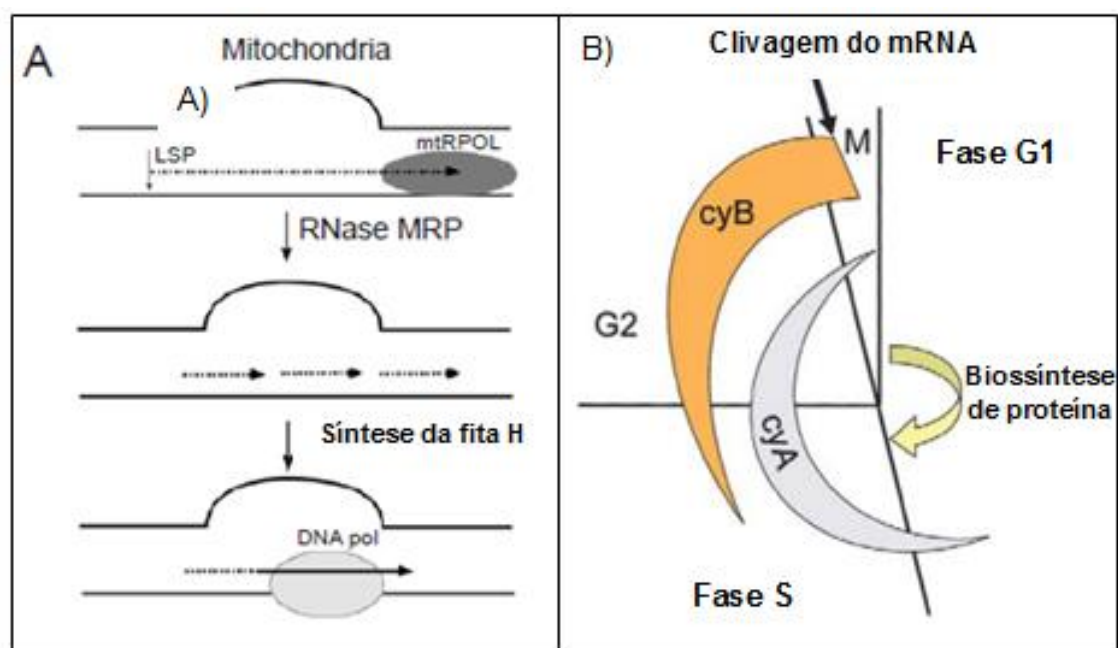 A
Mitochondria
A)
LSP
mtRPOL
RNase MRP
Síntese da fita H
DNA pol
B)
Clivagem do mRNA
M
Fase G1
cyB
G2
Biossíntese
de proteína
cyA
Fase S